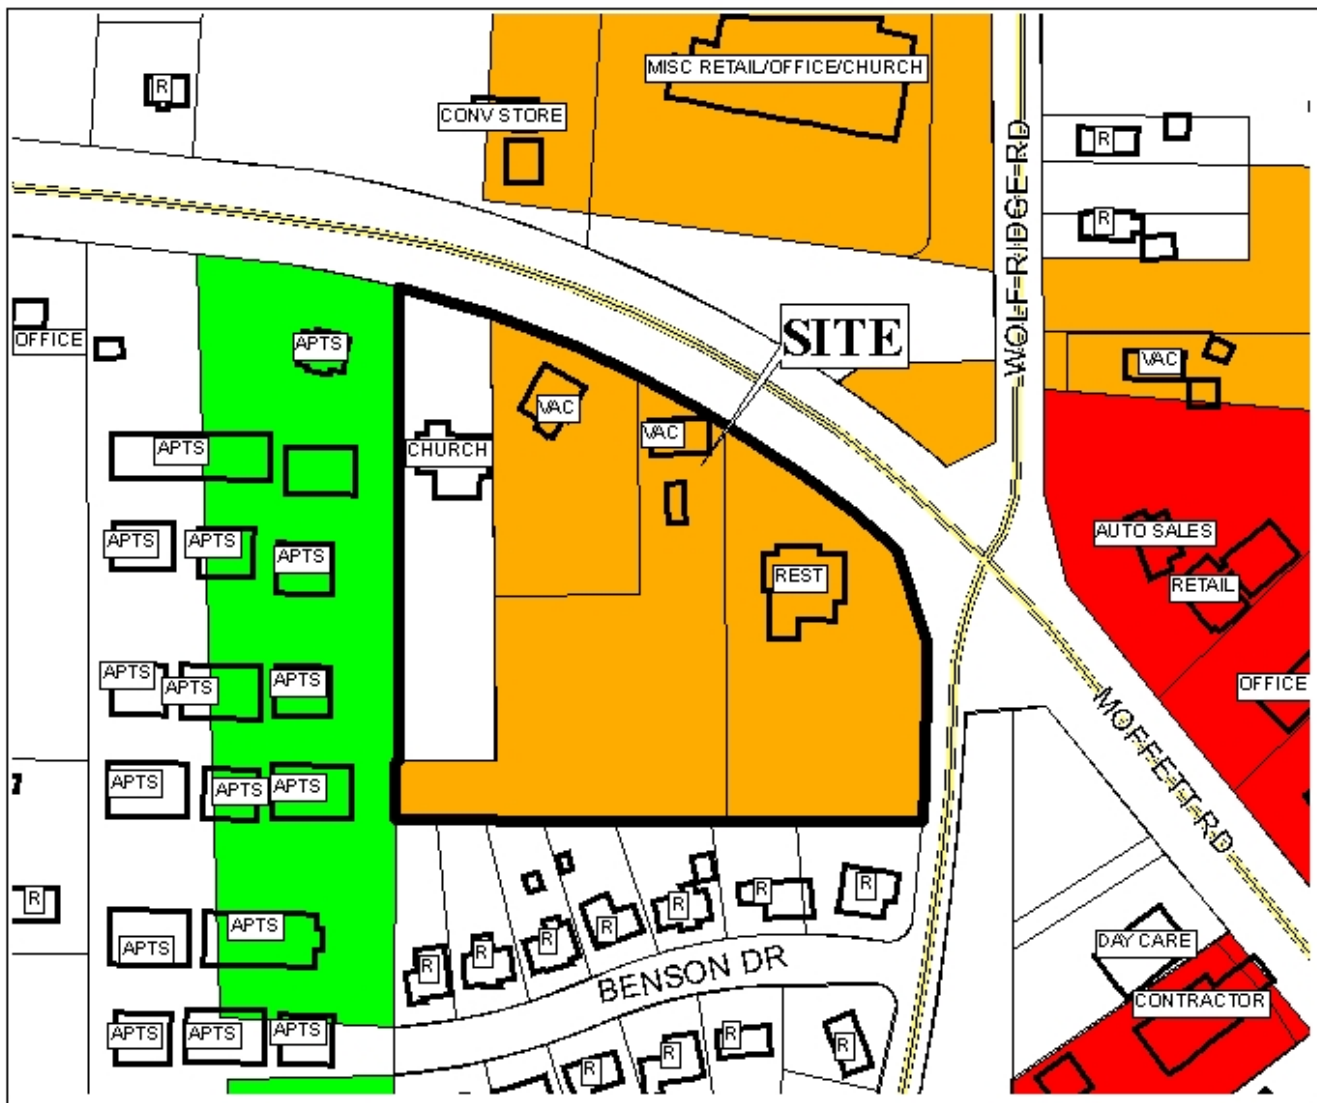 MISC RETAIL/OFFICE/CHURCH
R
CONV STORE
WOLF RIDGE RD
R
R
OFFICE
APTS
SITE
VAC
VAC
VAC
CHURCH
APTS
APTS
APTS
APTS
REST
AUTO SALES
RETAIL
APTS
APTS
APTS
OFFICE
MOFFETT RD
APTS
APTS
APTS
R
R
R
R
R
R
R
R
R
APTS
APTS
BENSON DR
DAY CARE
CONTRACTOR
APTS
APTS
APTS
R
R
R
R